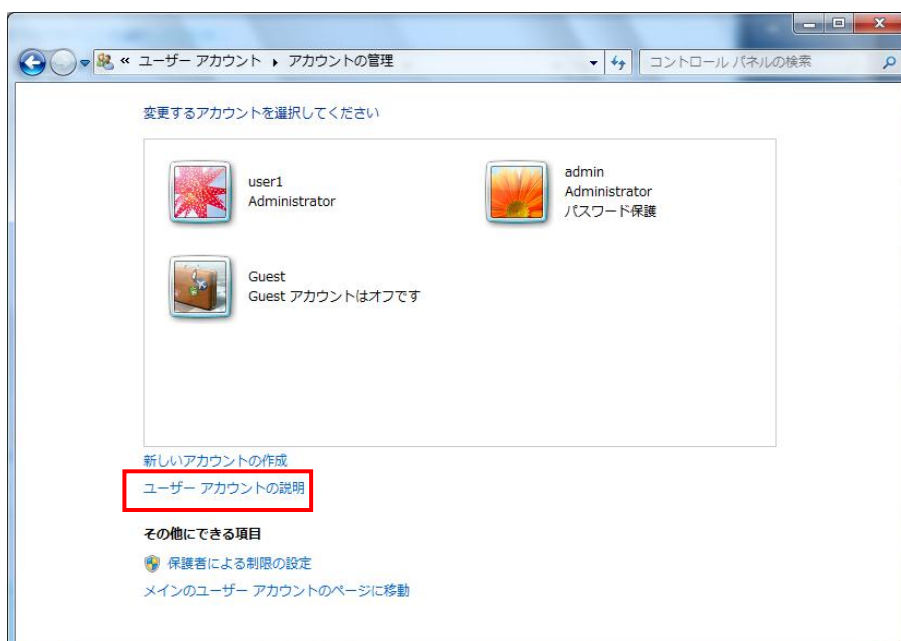 « ユーザー アカウント ▸ アカウントの管理
コントロール パネルの検索
変更するアカウントを選択してください
user1
Administrator
admin
Administrator
パスワード保護
Guest
Guest アカウントはオフです
新しいアカウントの作成
ユーザー アカウントの説明
その他にできる項目
保護者による制限の設定
メインのユーザー アカウントのページに移動